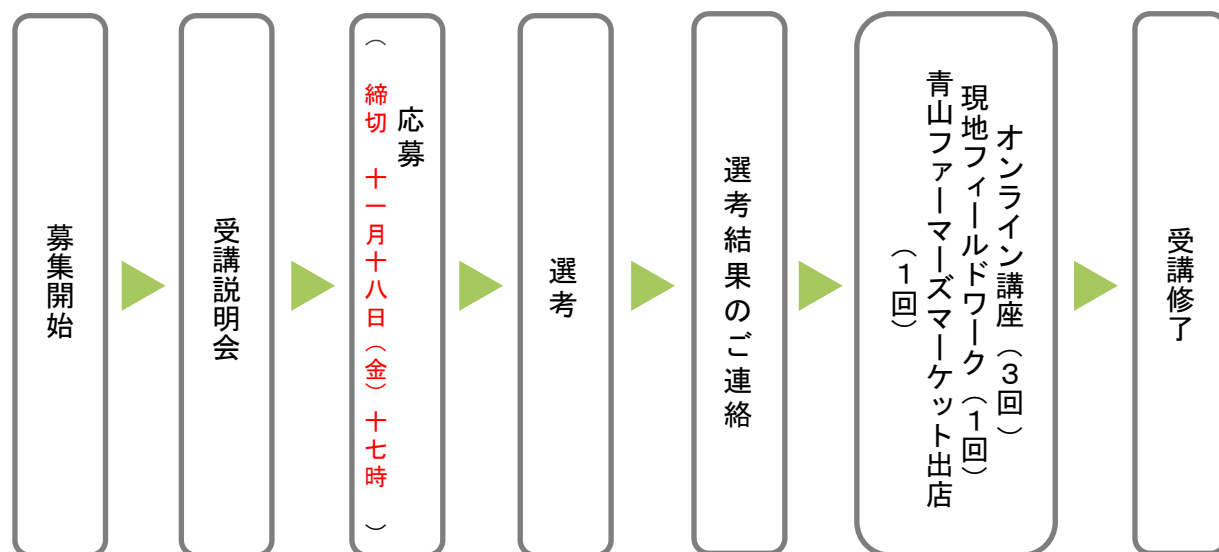 募集開始
受講説明会
応募
（　締切　十一月十八日（金）十七時　）
選考
選考結果のご連絡
オンライン講座（３回）
現地フィールドワーク（１回）
青山ファーマーズマーケット出店
（１回）
受講修了